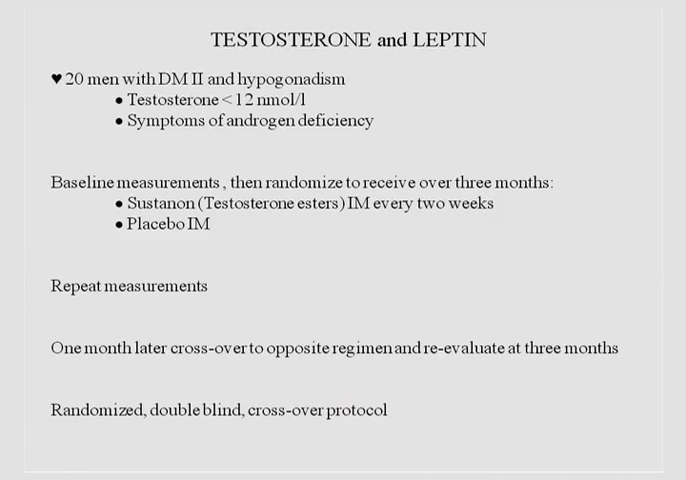 TESTOSTERONE and LEPTIN
♥ 20 men with DM II and hypogonadism
● Testosterone < 12 nmol/l
● Symptoms of androgen deficiency
Baseline measurements, then randomize to receive over three months:
● Sustanon (Testosterone esters) IM every two weeks
● Placebo IM
Repeat measurements
One month later cross-over to opposite regimen and re-evaluate at three months
Randomized, double blind, cross-over protocol